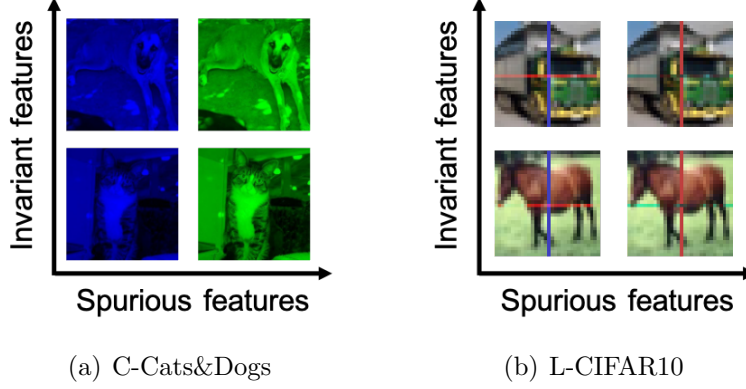 Invariant features
Spurious features
(a) C-Cats&Dogs
Invariant features
Spurious features
(b) L-CIFAR10